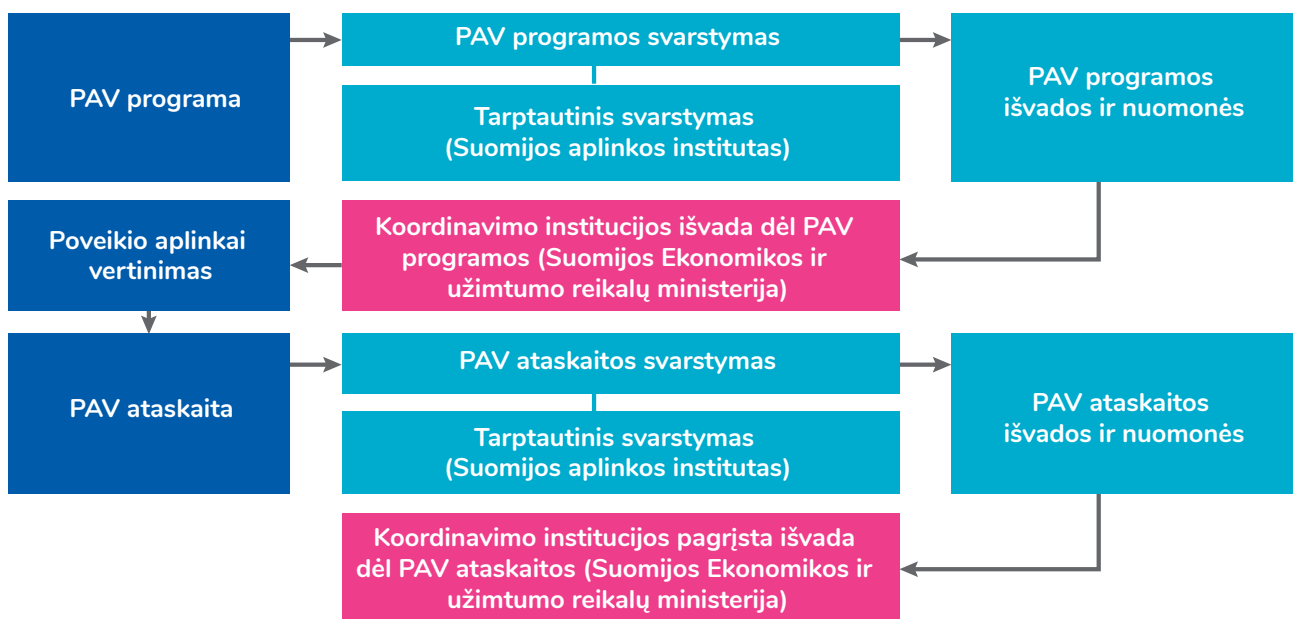 PAV programa
PAV programos svarstymas
Tarptautinis svarstymas
(Suomijos aplinkos institutas)
PAV programos
išvados ir nuomonės
Koordinavimo institucijos išvada dėl PAV
programos (Suomijos Ekonomikos ir
užimtumo reikalų ministerija)
Poveikio aplinkai
vertinimas
PAV ataskaita
PAV ataskaitos svarstymas
Tarptautinis svarstymas
(Suomijos aplinkos institutas)
PAV ataskaitos
išvados ir nuomonės
Koordinavimo institucijos pagrįsta išvada
dėl PAV ataskaitos (Suomijos Ekonomikos ir
užimtumo reikalų ministerija)